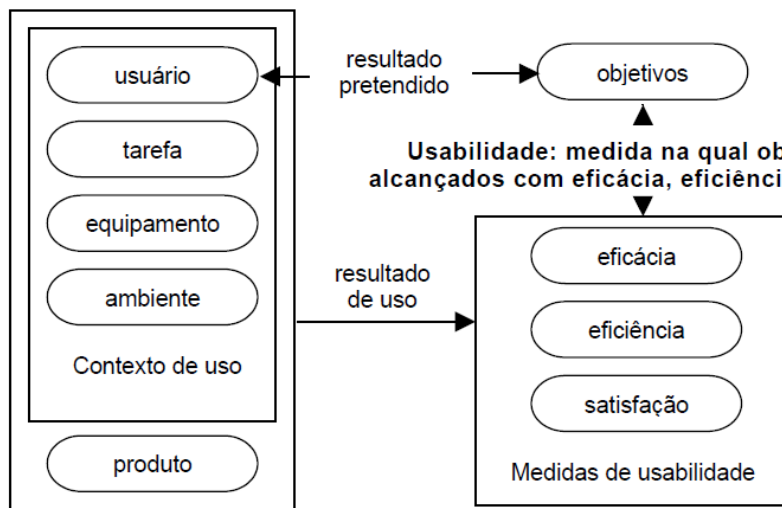 usuário
tarefa
equipamento
ambiente
Contexto de uso
produto
resultado
pretendido
objetivos
Usabilidade: medida na qual ob
alcançados com eficácia,
resultado
de uso
eficácia
eficiência
satisfação
Medidas de usabilidade